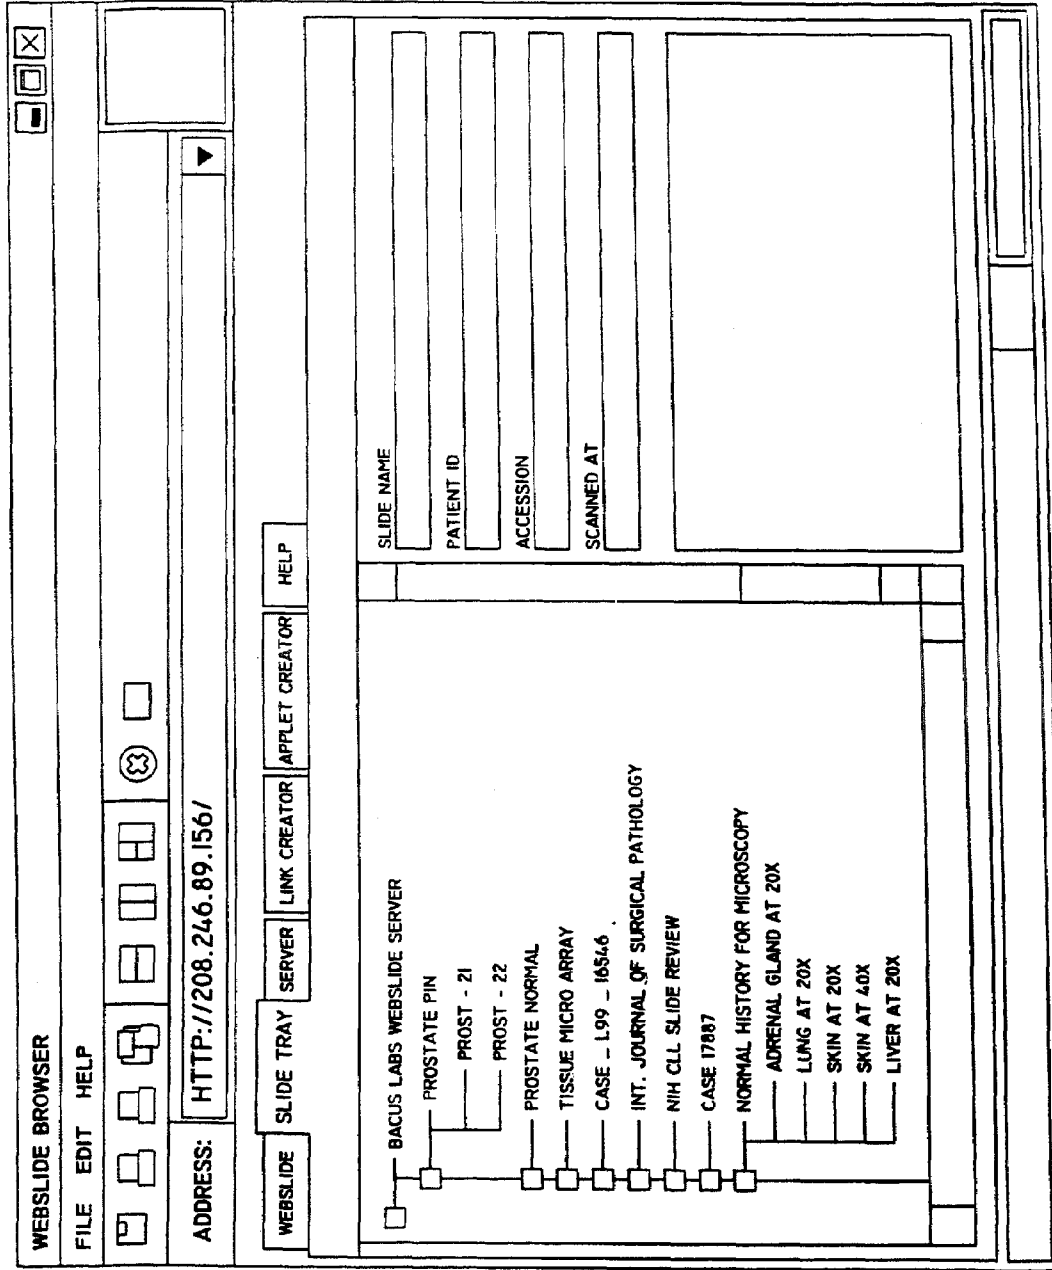 WEBSLIDE BROWSER
FILE EDIT HELP
ADDRESS: HTTP://208.246.89.156/
WEBSLIDE SLIDE TRAY SERVER LINK CREATOR APPLET CREATOR HELP
BACUS LABS WEBSLIDE SERVER
PROSTATE PIN
PROST - 21
PROST - 22
PROSTATE NORMAL
TISSUE MICRO ARRAY
CASE _ L99 _ 16546
INT. JOURNAL OF SURGICAL PATHOLOGY
NIH CLL SLIDE REVIEW
CASE 17887
NORMAL HISTORY FOR MICROSCOPY
ADRENAL GLAND AT 20X
LUNG AT 20X
SKIN AT 20X
SKIN AT 40X
LIVER AT 20X
SLIDE NAME
PATIENT ID
ACCESSION
SCANNED AT